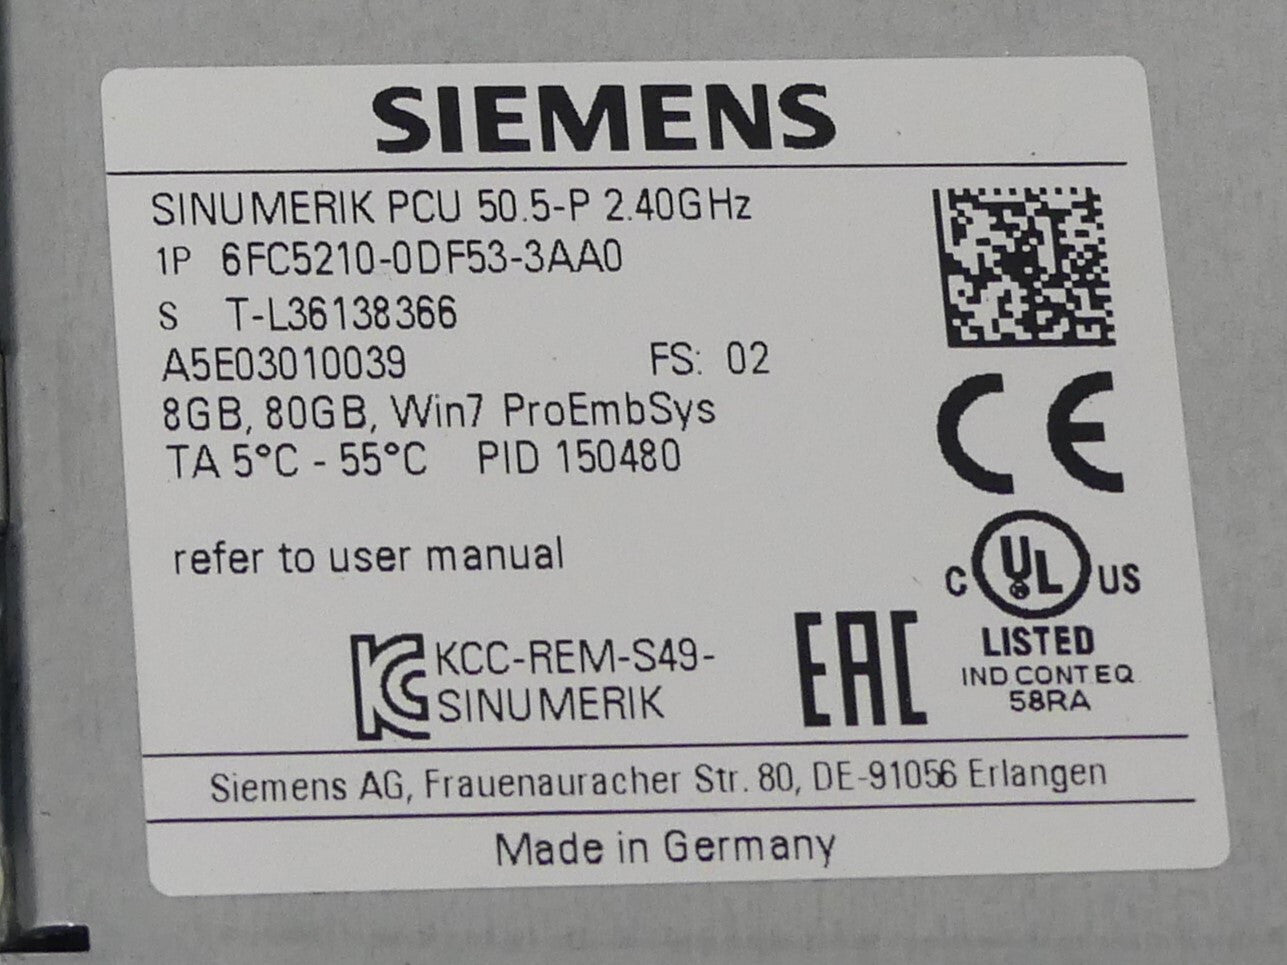 SIEMENS
SINUMERIK PCU 50.5-P 2.40GHz
1P 6FC5210-0DF53-3AA0
S T-L36138366
A5E03010039 FS: 02
8GB, 80GB, Win7 ProEmbSys
TA 5°C - 55°C PID 150480
CE
refer to user manual
C UL US
LISTED
IND CONT EQ
58RA
KCC-REM-S49-
SINUMERIK
EAC
Siemens AG, Frauenauracher Str. 80, DE-91056 Erlangen
Made in Germany